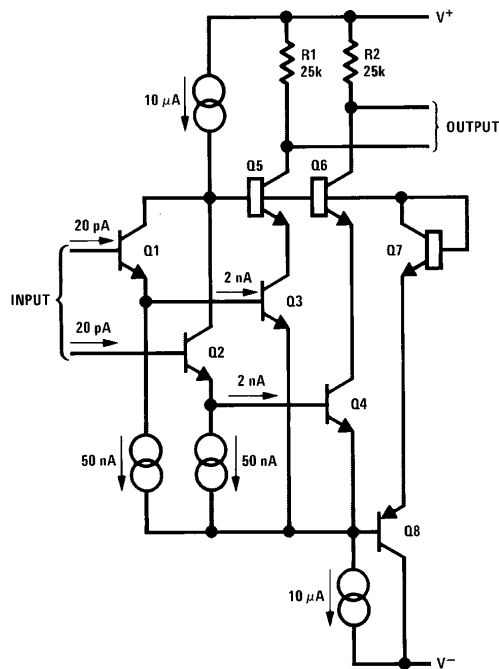 V+
R1
25k
R2
25k
10 μA
OUTPUT
Q5
Q6
20 pA
Q1
Q7
2 nA
INPUT
Q3
20 pA
Q2
2 nA
Q4
50 nA
50 nA
Q8
10 μA
V−